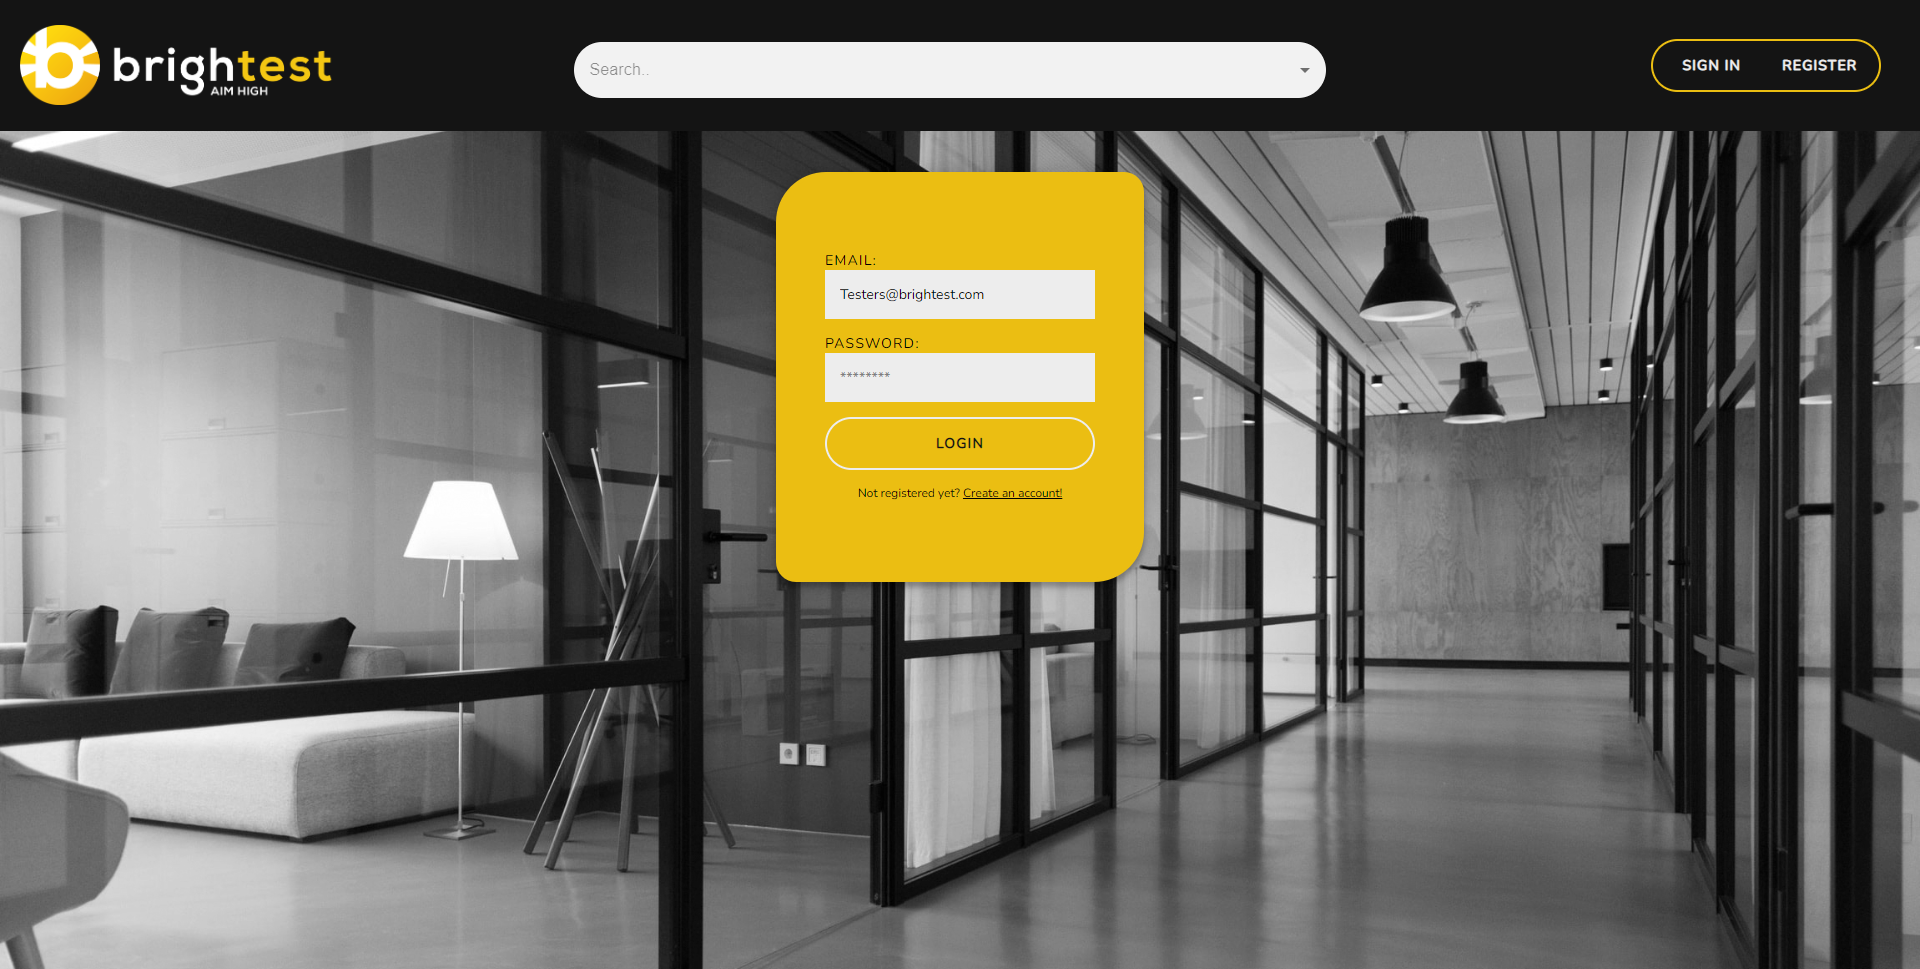 brightest
AIM HIGH
Search..
SIGN IN
REGISTER
EMAIL:
Testers@brightest.com
PASSWORD:
********
LOGIN
Not registered yet? Create an account!